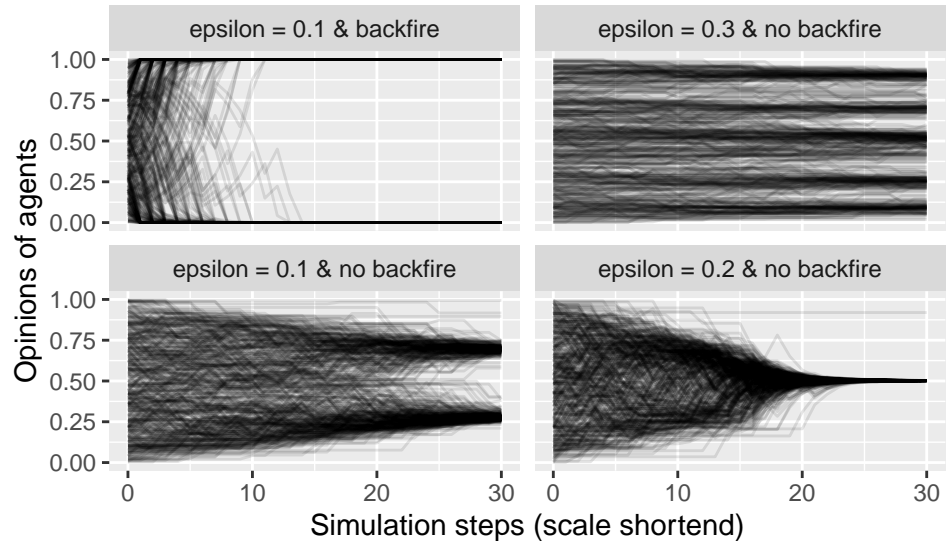 epsilon = 0.1 & backfire
epsilon = 0.3 & no backfire
1.00
0.75
0.50
0.25
0.00
epsilon = 0.1 & no backfire
epsilon = 0.2 & no backfire
1.00
0.75
0.50
0.25
0.00
0 10 20 30
0 10 20 30
Simulation steps (scale shortend)
Opinions of agents